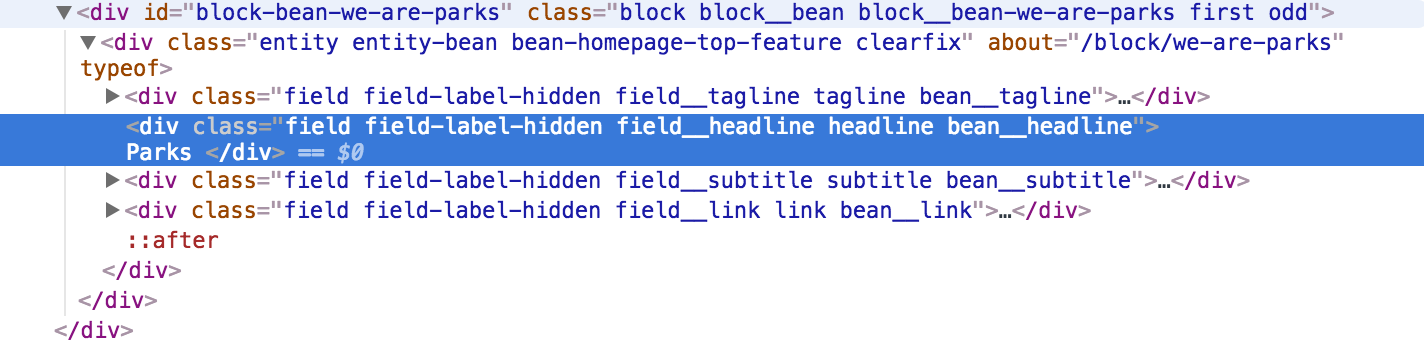 ▼<div id="block-bean-we-are-parks" class="block block__bean block__bean-we-are-parks first odd">
▼<div class="entity entity-bean bean-homepage-top-feature clearfix" about="/block/we-are-parks"
typeof>
▶<div class="field field-label-hidden field__tagline tagline bean__tagline">…</div>
<div class="field field-label-hidden field__headline headline bean__headline">
Parks </div> == $0
▶<div class="field field-label-hidden field__subtitle subtitle bean__subtitle">…</div>
▶<div class="field field-label-hidden field__link link bean__link">…</div>
::after
</div>
</div>
</div>